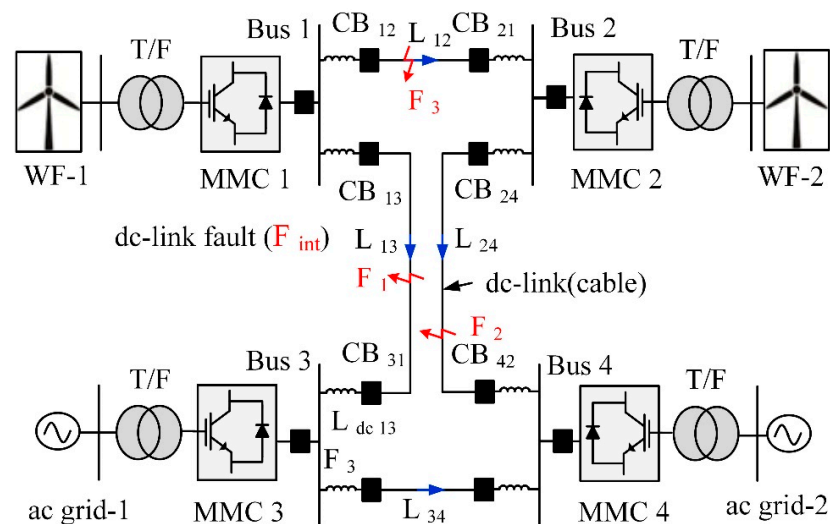 CB 12
L 12
CB 21
T/F
Bus 1
Bus 2
T/F
F 3
WF-1
MMC 1
CB 13
CB 24
MMC 2
WF-2
dc-link fault (F int)
L 13
L 24
F 1
dc-link(cable)
F 2
T/F
Bus 3
CB 31
CB 42
Bus 4
T/F
L dc 13
F 3
ac grid-1
MMC 3
L 34
MMC 4
ac grid-2